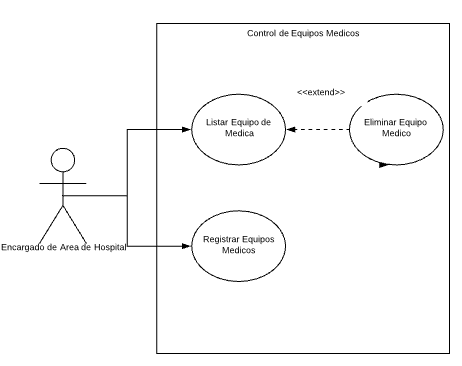 Control de Equipos Medicos
<<extend>>
Listar Equipo de
Medica
Eliminar Equipo
Medico
Encargado de Area de Hospital
Registrar Equipos
Medicos